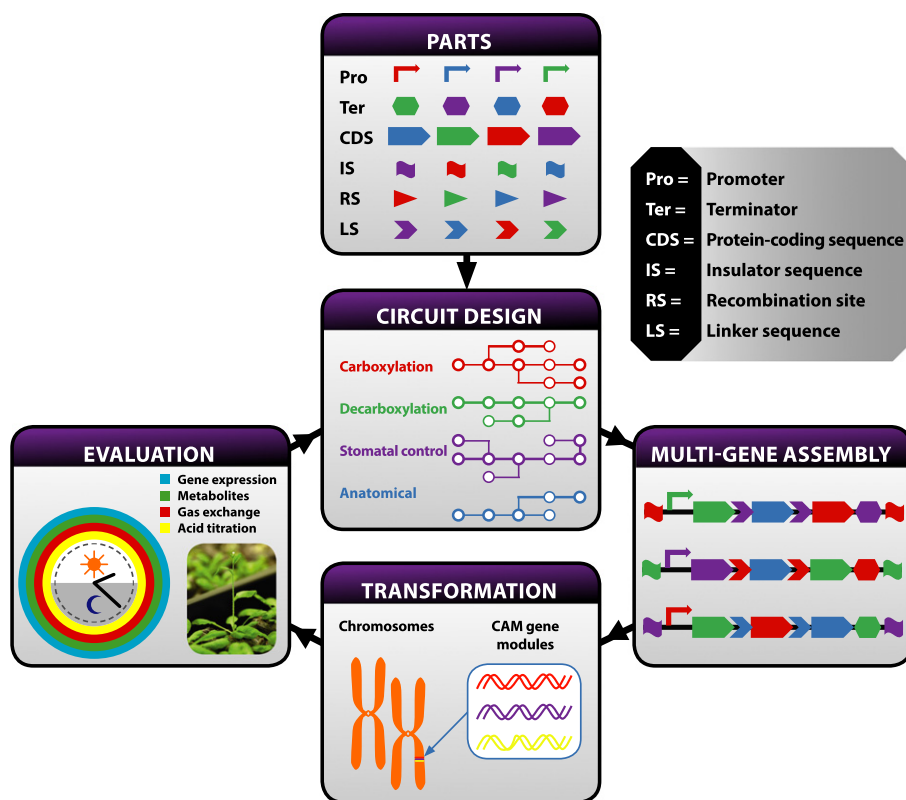 PARTS
Pro
Ter
CDS
IS
RS
LS
Pro = Promoter
Ter = Terminator
CDS = Protein-coding sequence
IS = Insulator sequence
RS = Recombination site
LS = Linker sequence
CIRCUIT DESIGN
Carboxylation
Decarboxylation
Stomatal control
Anatomical
EVALUATION
Gene expression
Metabolites
Gas exchange
Acid titration
MULTI-GENE ASSEMBLY
TRANSFORMATION
Chromosomes
CAM gene
modules